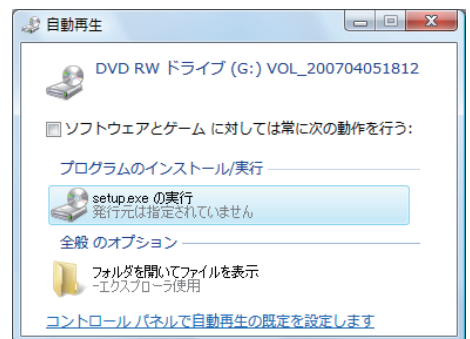 自動再生
DVD RW ドライブ (G:) VOL_200704051812
ソフトウェアとゲーム に対しては常に次の動作を行う:
プログラムのインストール/実行
setup.exe の実行
発行元は指定されていません
全般 のオプション
フォルダを開いてファイルを表示
-エクスプローラ使用
コントロール パネルで自動再生の既定を設定します